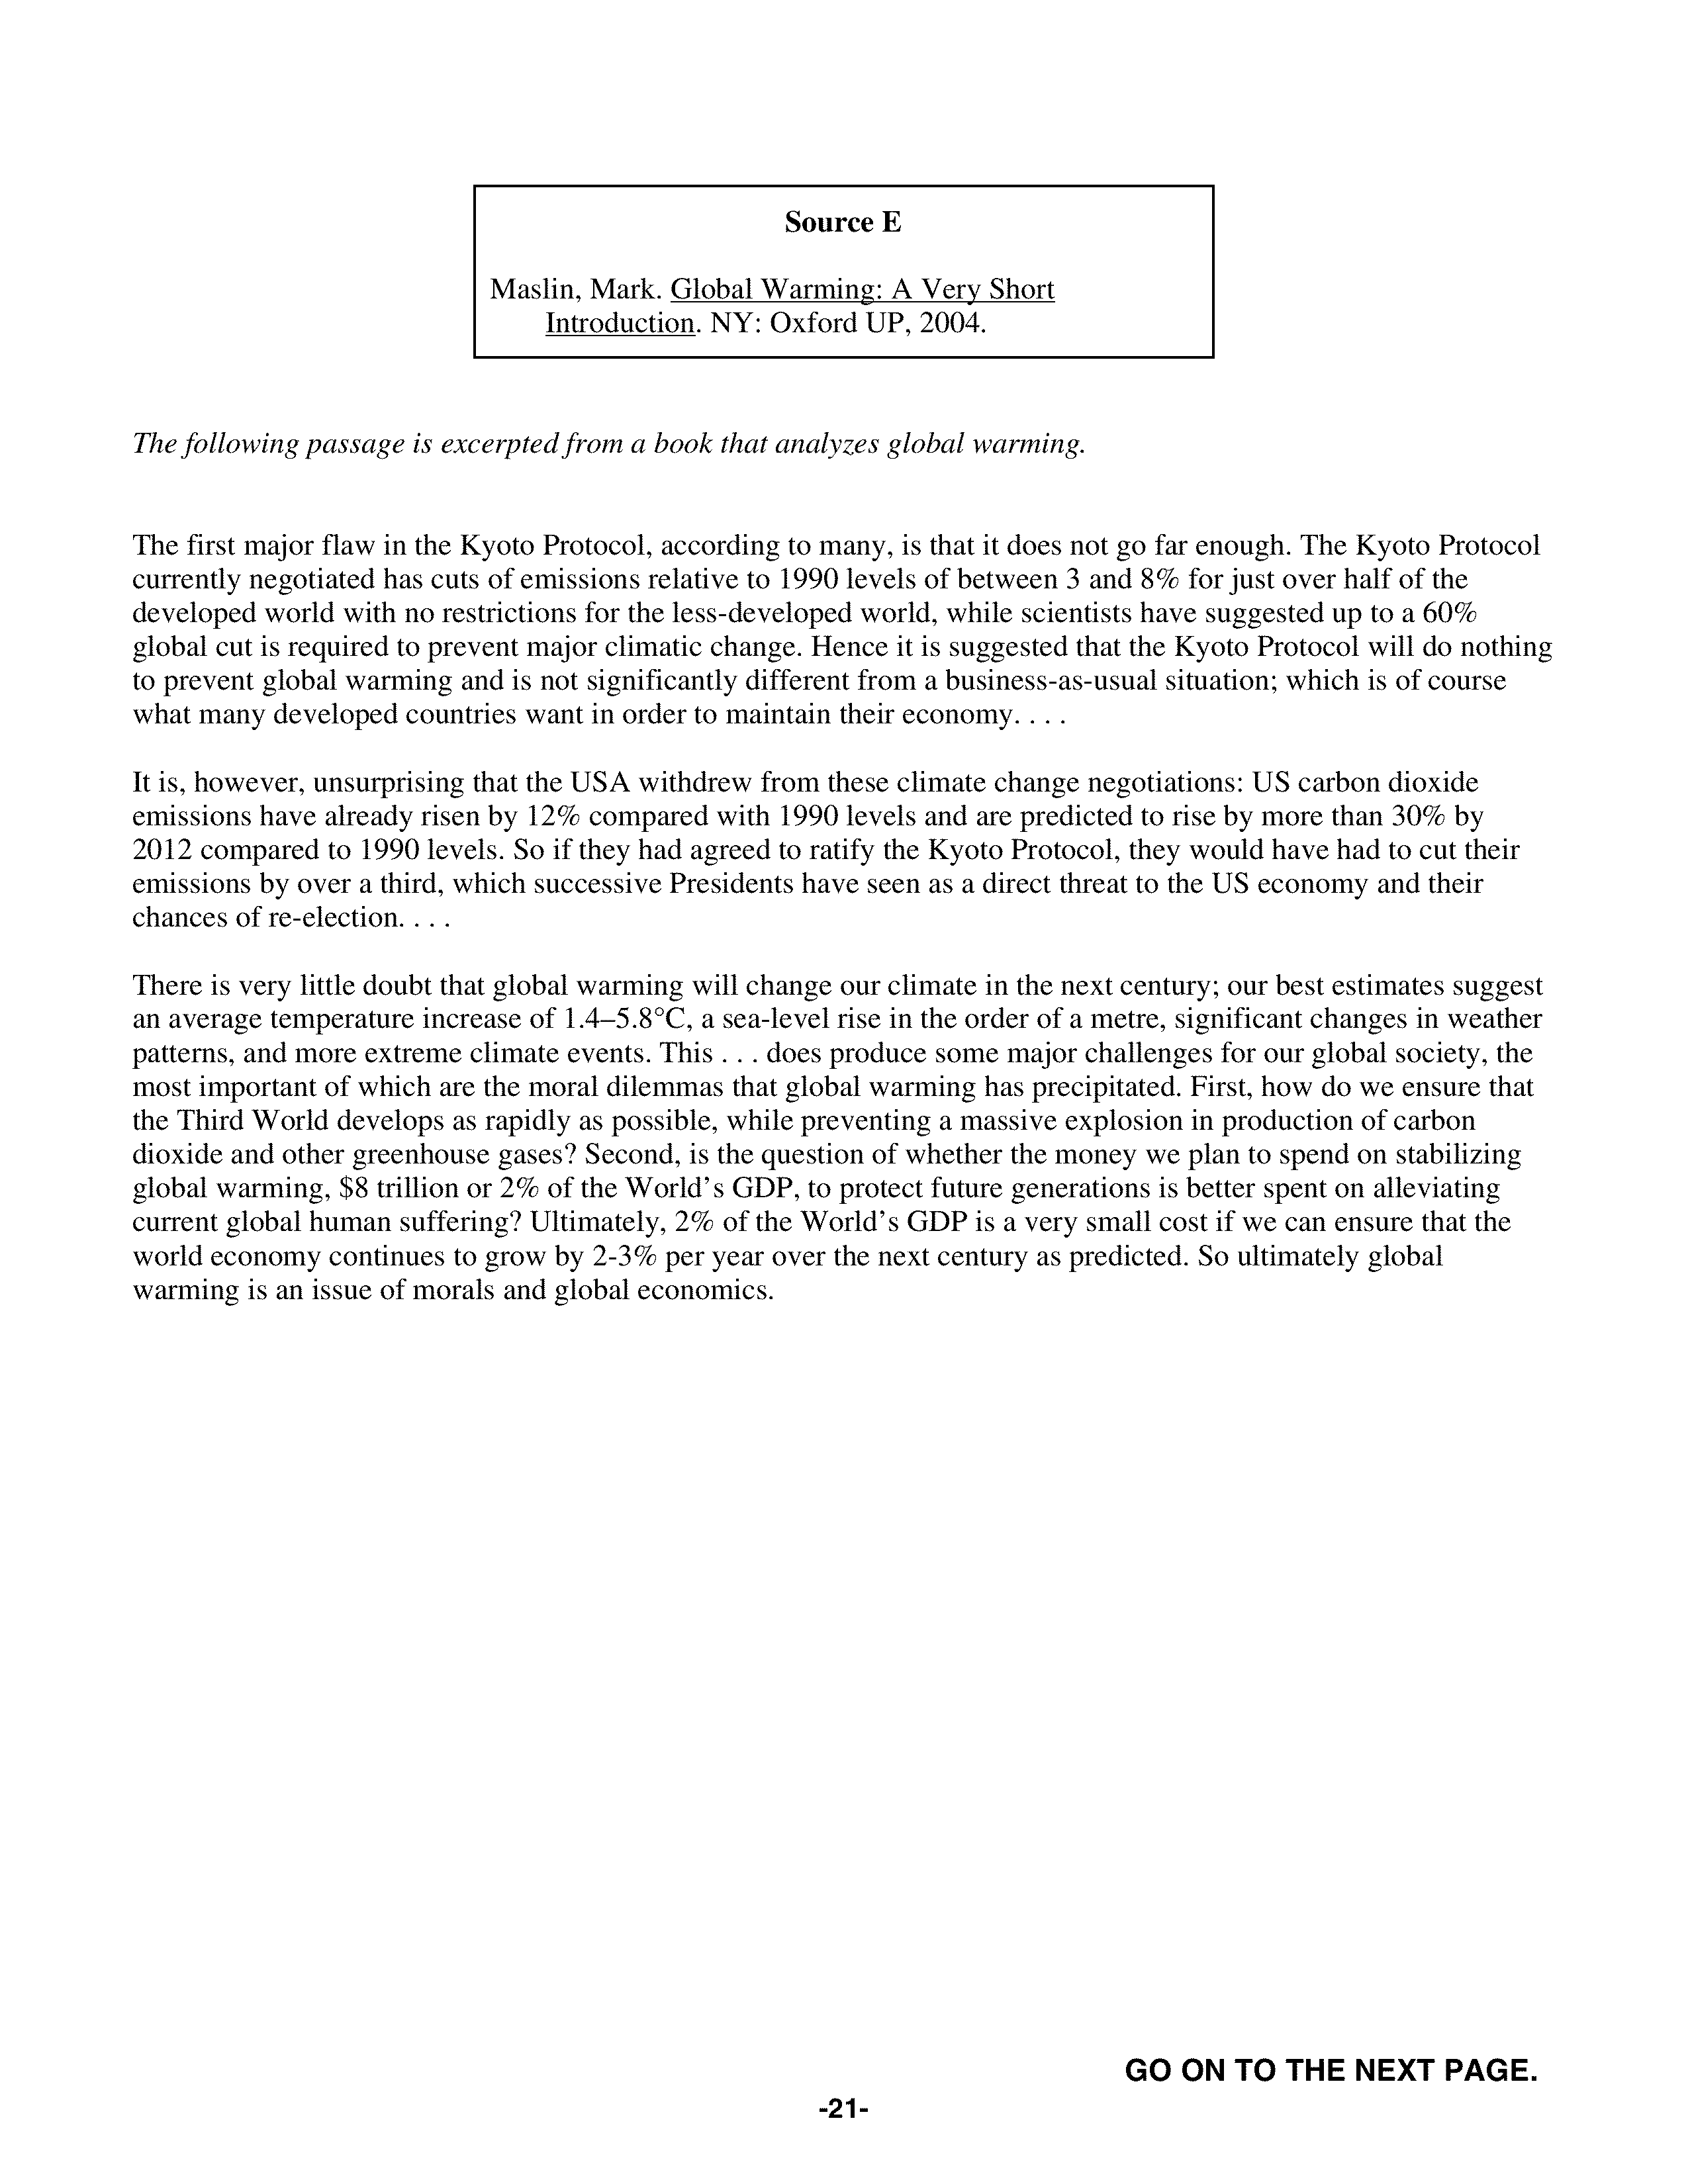 Source E
Maslin, Mark. Global Warming: A Very Short
Introduction. NY: Oxford UP, 2004.
The following passage is excerpted from a book that analyzes global warming.
The first major flaw in the Kyoto Protocol, according to many, is that it does not go far enough. The Kyoto Protocol
currently negotiated has cuts of emissions relative to 1990 levels of between 3 and 8% for just over half of the
developed world with no restrictions for the less-developed world, while scientists have suggested up to a 60%
global cut is required to prevent major climatic change. Hence it is suggested that the Kyoto Protocol will do nothing
to prevent global warming and is not significantly different from a business-as-usual situation; which is of course
what many developed countries want in order to maintain their economy. . . .
It is, however, unsurprising that the USA withdrew from these climate change negotiations: US carbon dioxide
emissions have already risen by 12% compared with 1990 levels and are predicted to rise by more than 30% by
2012 compared to 1990 levels. So if they had agreed to ratify the Kyoto Protocol, they would have had to cut their
emissions by over a third, which successive Presidents have seen as a direct threat to the US economy and their
chances of re-election. . . .
There is very little doubt that global warming will change our climate in the next century; our best estimates suggest
an average temperature increase of 1.4–5.8°C, a sea-level rise in the order of a metre, significant changes in weather
patterns, and more extreme climate events. This . . . does produce some major challenges for our global society, the
most important of which are the moral dilemmas that global warming has precipitated. First, how do we ensure that
the Third World develops as rapidly as possible, while preventing a massive explosion in production of carbon
dioxide and other greenhouse gases? Second, is the question of whether the money we plan to spend on stabilizing
global warming, $8 trillion or 2% of the World's GDP, to protect future generations is better spent on alleviating
current global human suffering? Ultimately, 2% of the World's GDP is a very small cost if we can ensure that the
world economy continues to grow by 2-3% per year over the next century as predicted. So ultimately global
warming is an issue of morals and global economics.
GO ON TO THE NEXT PAGE.
-21-